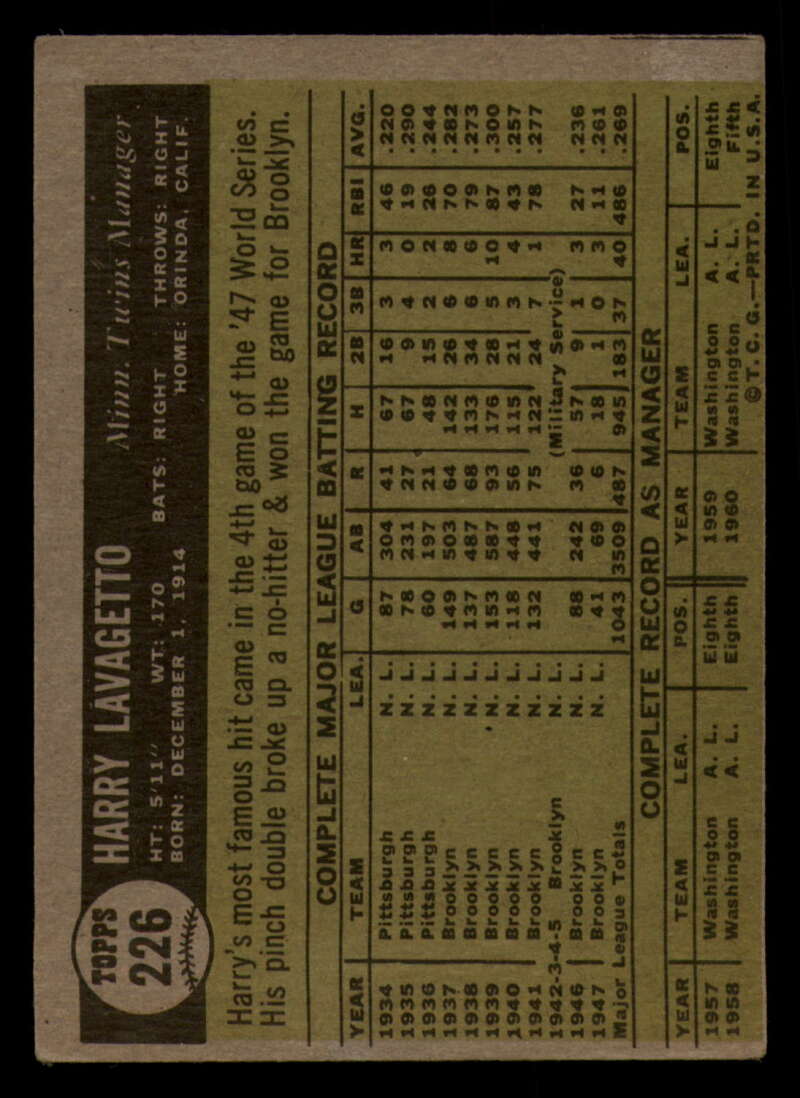 TOPPS
226
HARRY LAVAGETTO Minn. Twins Manager
HT: 5'11" WT: 170 BATS: RIGHT THROWS: RIGHT
BORN: DECEMBER 1, 1914 HOME: ORINDA, CALIF.
Harry's most famous hit came in the 4th game of the '47 World Series.
His pinch double broke up a no-hitter & won the game for Brooklyn.
COMPLETE MAJOR LEAGUE BATTING RECORD
YEAR TEAM LEA. G AB R H 2B 3B HR RBI AVG.
1934 Pittsburgh N. L. 87 304 41 67 16 3 3 46 .220
1935 Pittsburgh N. L. 78 231 27 67 9 4 0 19 .290
1936 Pittsburgh N. L. 60 197 21 48 15 2 2 26 .244
1937 Brooklyn N. L. 149 503 64 142 26 6 8 70 .282
1938 Brooklyn N. L. 137 487 68 133 34 6 6 79 .273
1939 Brooklyn N. L. 153 587 93 176 28 5 10 87 .300
1940 Brooklyn N. L. 118 448 56 115 21 3 4 43 .257
1941 Brooklyn N. L. 132 441 75 122 24 7 1 78 .277
1942-3-4-5 Brooklyn N. L. (Military Service)
1946 Brooklyn N. L. 88 242 36 57 9 1 3 27 .236
1947 Brooklyn N. L. 41 69 6 18 1 0 3 11 .261
Major League Totals 1043 3509 487 945 183 37 40 486 .269
COMPLETE RECORD AS MANAGER
YEAR TEAM LEA. POS. YEAR TEAM LEA. POS.
1957 Washington A. L. Eighth 1959 Washington A. L. Eighth
1958 Washington A. L. Eighth 1960 Washington A. L. Fifth
©T. C. G.—PRTD. IN U.S.A.